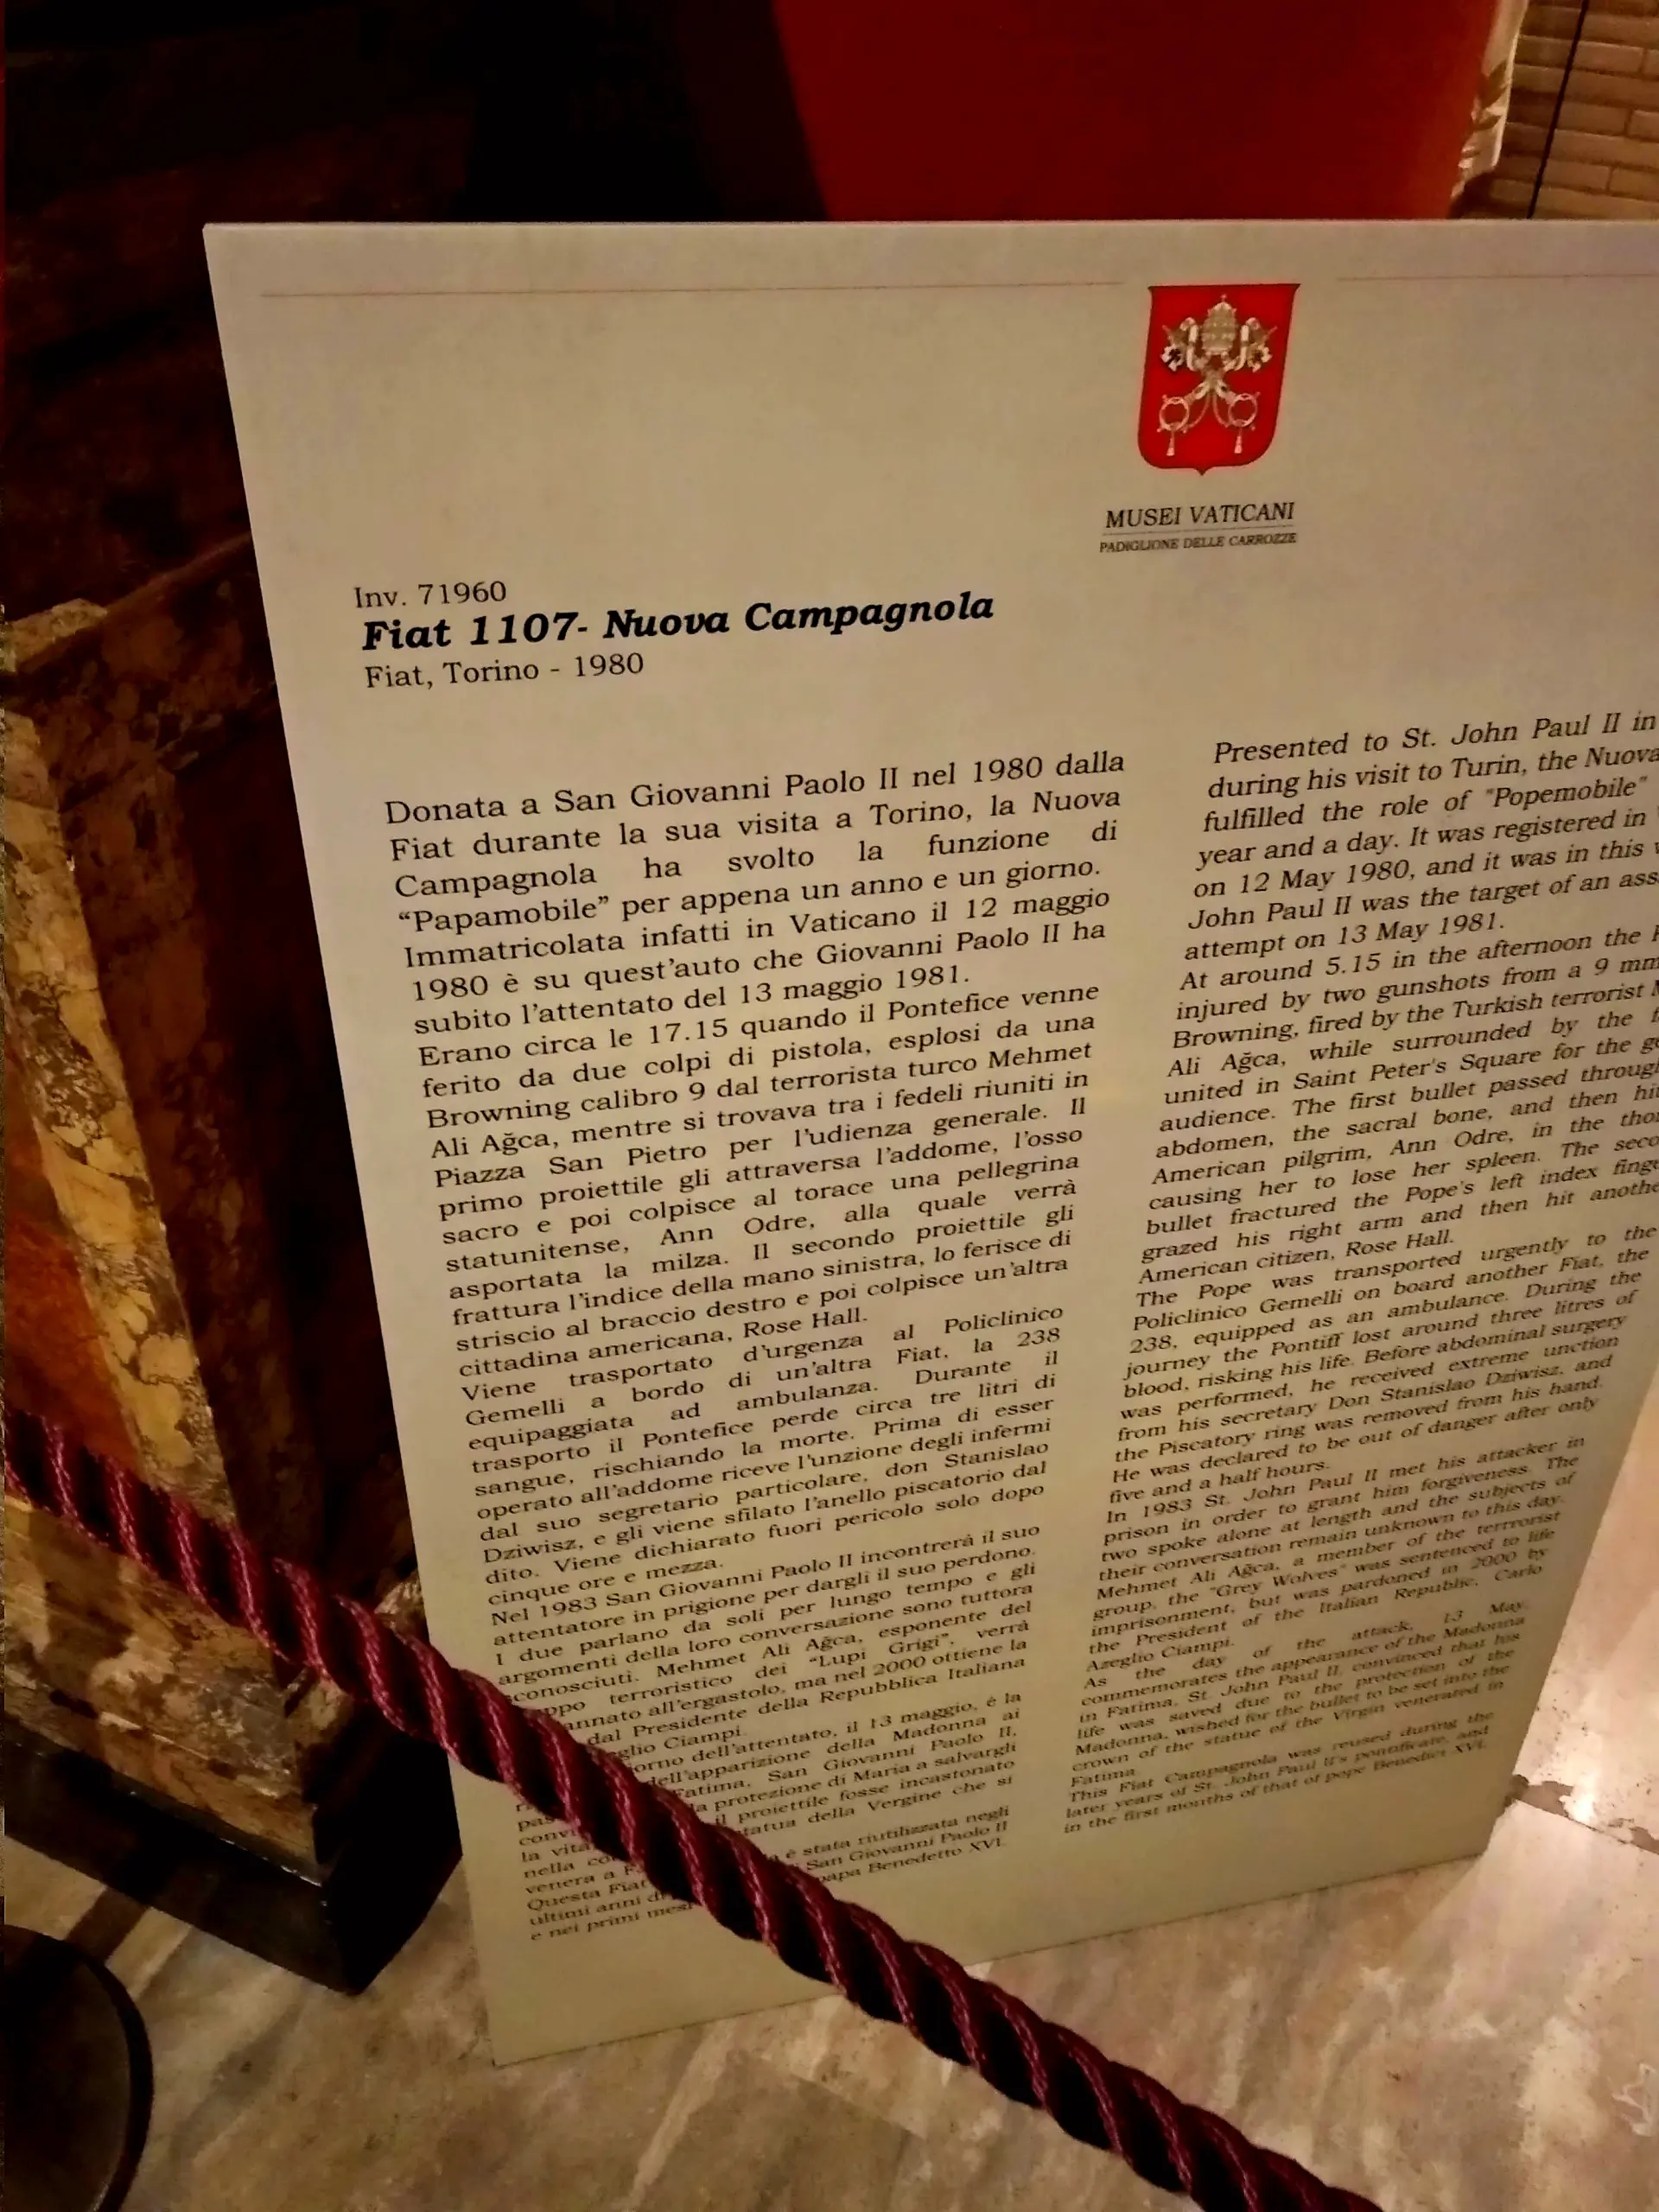 MUSEI VATICANI
PADIGLIONE DELLE CARROZZE
Inv. 71960
Fiat 1107- Nuova Campagnola
Fiat, Torino - 1980
Donata a San Giovanni Paolo II nel 1980 dalla
Fiat durante la sua visita a Torino, la Nuova
Campagnola ha svolto la funzione di
“Papamobile” per appena un anno e un giorno.
Immatricolata infatti in Vaticano il 12 maggio
1980 è su quest’auto che Giovanni Paolo II ha
subito l’attentato del 13 maggio 1981.
Erano circa le 17.15 quando il Pontefice venne
ferito da due colpi di pistola, esplosi da una
Browning calibro 9 dal terrorista turco Mehmet
Ali Ağca, mentre si trovava tra i fedeli riuniti in
Piazza San Pietro per l’udienza generale. Il
primo proiettile gli attraversa l’addome, l’osso
sacro e poi colpisce al torace una pellegrina
statunitense, Ann Odre, alla quale verrà
asportata la milza. Il secondo proiettile gli
frattura l’indice della mano sinistra, lo ferisce di
striscio al braccio destro e poi colpisce un’altra
cittadina americana, Rose Hall.
Viene trasportato d’urgenza al Policlinico
Gemelli a bordo di un’altra Fiat, la 238
equipaggiata ad ambulanza. Durante il
trasporto il Pontefice perde circa tre litri di
sangue, rischiando la morte. Prima di esser
operato all’addome riceve l’unzione degli infermi
dal suo segretario particolare, don Stanislao
Dziwisz, e gli viene sfilato l’anello piscatorio dal
dito. Viene dichiarato fuori pericolo solo dopo
cinque ore e mezza.
Nel 1983 San Giovanni Paolo II incontrerà il suo
attentatore in prigione per dargli il suo perdono.
I due parlano da soli per lungo tempo e gli
argomenti della loro conversazione sono tuttora
sconosciuti. Mehmet Ali Ağca, esponente del
terroristico dei “Lupi Grigi”, verrà
all’ergastolo, ma nel 2000 ottiene la
dal Presidente della Repubblica Italiana
Ciampi.
dell’attentato, il 13 maggio, è la
dell’apparizione della Madonna ai
Fatima, San Giovanni Paolo II,
protezione di Maria a salvargli
la vita il proiettile fosse incastonato
nella della Vergine che si
venera a
Questa Fiat è stata riutilizzata negli
ultimi anni di San Giovanni Paolo II
e nei primi mesi papa Benedetto XVI.
Presented to St. John Paul II in
during his visit to Turin, the Nuova
fulfilled the role of "Popemobile"
year and a day. It was registered in
on 12 May 1980, and it was in this
John Paul II was the target of an
attempt on 13 May 1981.
At around 5.15 in the afternoon the
injured by two gunshots from a 9 mm
Browning, fired by the Turkish terrorist
Ali Ağca, while surrounded by the
united in Saint Peter's Square for the
audience. The first bullet passed through
abdomen, the sacral bone, and then hit
American pilgrim, Ann Odre, in the
causing her to lose her spleen. The
bullet fractured the Pope's left index
grazed his right arm and then hit
American citizen, Rose Hall.
The Pope was transported urgently to the
Policlinico Gemelli on board another Fiat, the
238, equipped as an ambulance. During the
journey the Pontiff lost around three litres of
blood, risking his life. Before abdominal surgery
was performed, he received extreme unction
from his secretary Don Stanislao Dziwisz, and
the Piscatory ring was removed from his hand.
He was declared to be out of danger after only
five and a half hours.
In 1983 St. John Paul II met his attacker in
prison in order to grant him forgiveness. The
two spoke alone at length and the subjects of
their conversation remain unknown to this day.
Mehmet Ali Ağca, a member of the terrrorist
group, the "Grey Wolves" was sentenced to life
imprisonment, but was pardoned in 2000 by
the President of the Italian Republic, Carlo
Azeglio Ciampi.
As the day of the attack, 13 May,
commemorates the appearance of the Madonna
in Fatima, St. John Paul II, convinced that his
life was saved due to the protection of the
Madonna, wished for the bullet to be set into the
crown of the statue of the Virgin venerated in
Fatima.
This Fiat Campagnola was reused during the
later years of St. John Paul II's pontificate, and
in the first months of that of pope Benedict XVI.